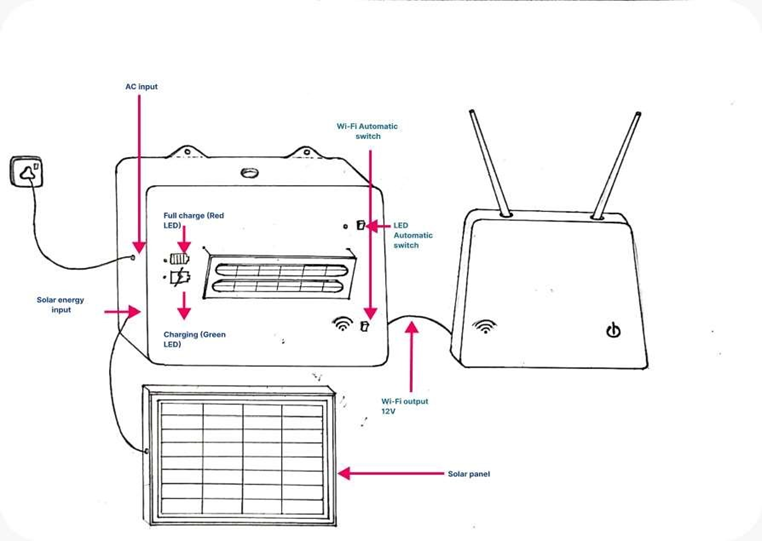 AC input
Wi-Fi Automatic
switch
Full charge (Red
LED)
LED
Automatic
switch
Solar energy
input
Charging (Green
LED)
Wi-Fi output
12V
Solar panel